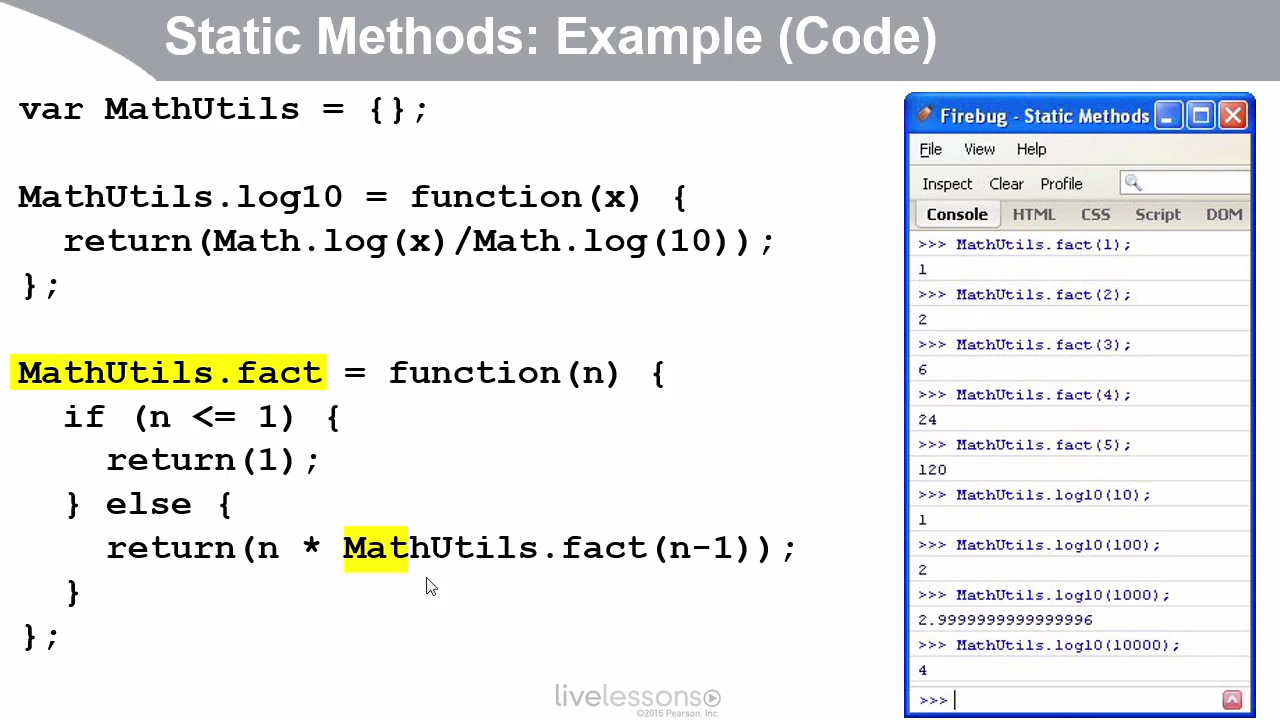 Static Methods: Example (Code)
var MathUtils = {};
MathUtils.log10 = function(x) {
return(Math.log(x)/Math.log(10));
};
MathUtils.fact = function(n) {
if (n <= 1) {
return(1);
} else {
return(n * MathUtils.fact(n-1));
}
};
Firebug - Static Methods
File View Help
Inspect Clear Profile
Console HTML CSS Script DOM
>>> MathUtils.fact(1);
1
>>> MathUtils.fact(2);
2
>>> MathUtils.fact(3);
6
>>> MathUtils.fact(4);
24
>>> MathUtils.fact(5);
120
>>> MathUtils.log10(10);
1
>>> MathUtils.log10(100);
2
>>> MathUtils.log10(1000);
2.9999999999999996
>>> MathUtils.log10(10000);
4
>>>
livelessons
©2016 Pearson, Inc.